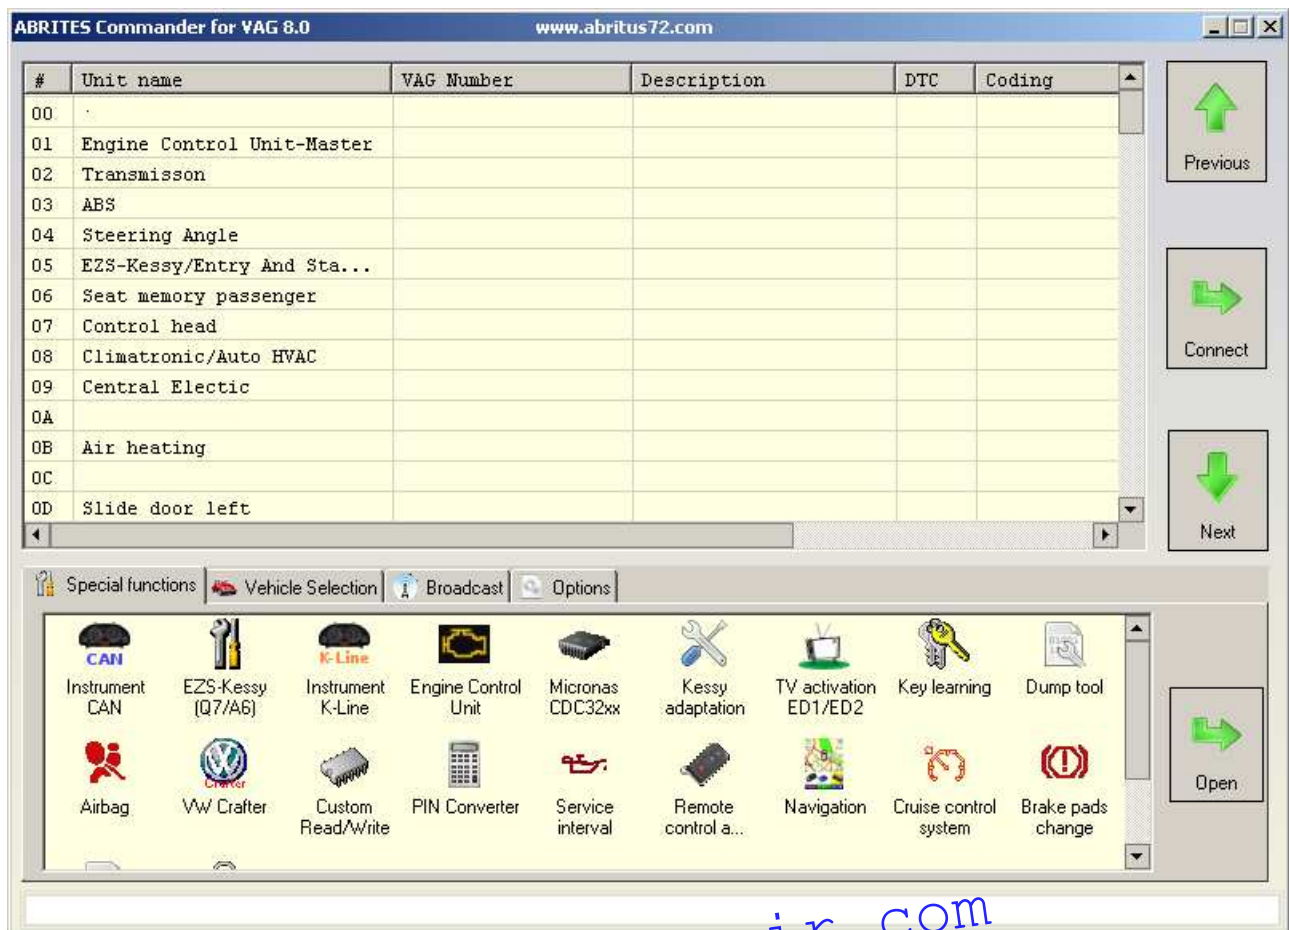 ABRITES Commander for VAG 8.0 www.abritus72.com
# Unit name VAG Number Description DTC Coding
00
01 Engine Control Unit-Master
02 Transmisson
03 ABS
04 Steering Angle
05 EZS-Kessy/Entry And Sta...
06 Seat memory passenger
07 Control head
08 Climatronic/Auto HVAC
09 Central Electic
0A
0B Air heating
0C
0D Slide door left
Previous
Connect
Next
Special functions Vehicle Selection Broadcast Options
CAN K-Line
Instrument CAN
EZS-Kessy (Q7/A6)
Instrument K-Line
Engine Control Unit
Micronas CDC32xx
Kessy adaptation
TV activation ED1/ED2
Key learning
Dump tool
Crafter
Airbag
VW Crafter
Custom Read/Write
PIN Converter
Service interval
Remote control a...
Navigation
Cruise control system
Brake pads change
Open
ir.com